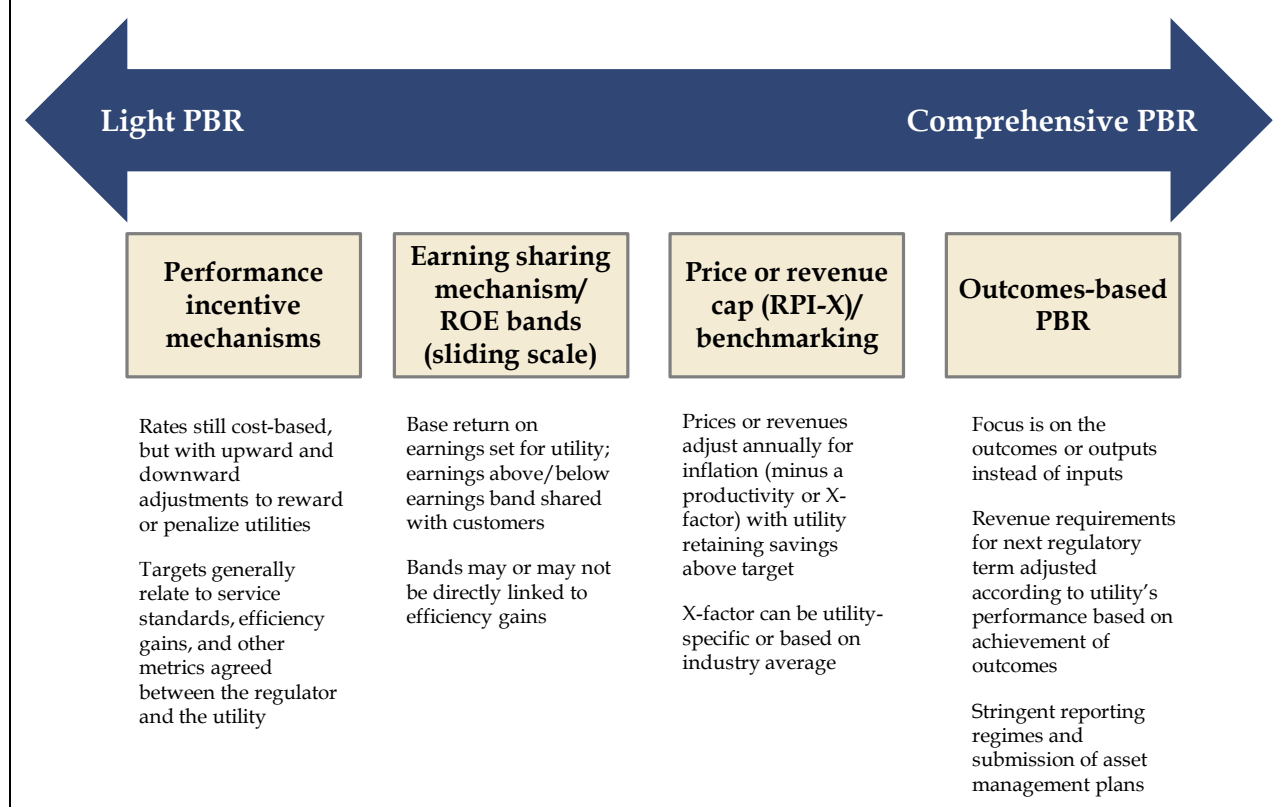 Light PBR
Comprehensive PBR
Performance
incentive
mechanisms
Rates still cost-based,
but with upward and
downward
adjustments to reward
or penalize utilities
Targets generally
relate to service
standards, efficiency
gains, and other
metrics agreed
between the regulator
and the utility
Earning sharing
mechanism/
ROE bands
(sliding scale)
Base return on
earnings set for utility;
earnings above/below
earnings band shared
with customers
Bands may or may not
be directly linked to
efficiency gains
Price or revenue
cap (RPI-X)/
benchmarking
Prices or revenues
adjust annually for
inflation (minus a
productivity or X-
factor) with utility
retaining savings
above target
X-factor can be utility-
specific or based on
industry average
Outcomes-based
PBR
Focus is on the
outcomes or outputs
instead of inputs
Revenue requirements
for next regulatory
term adjusted
according to utility's
performance based on
achievement of
outcomes
Stringent reporting
regimes and
submission of asset
management plans